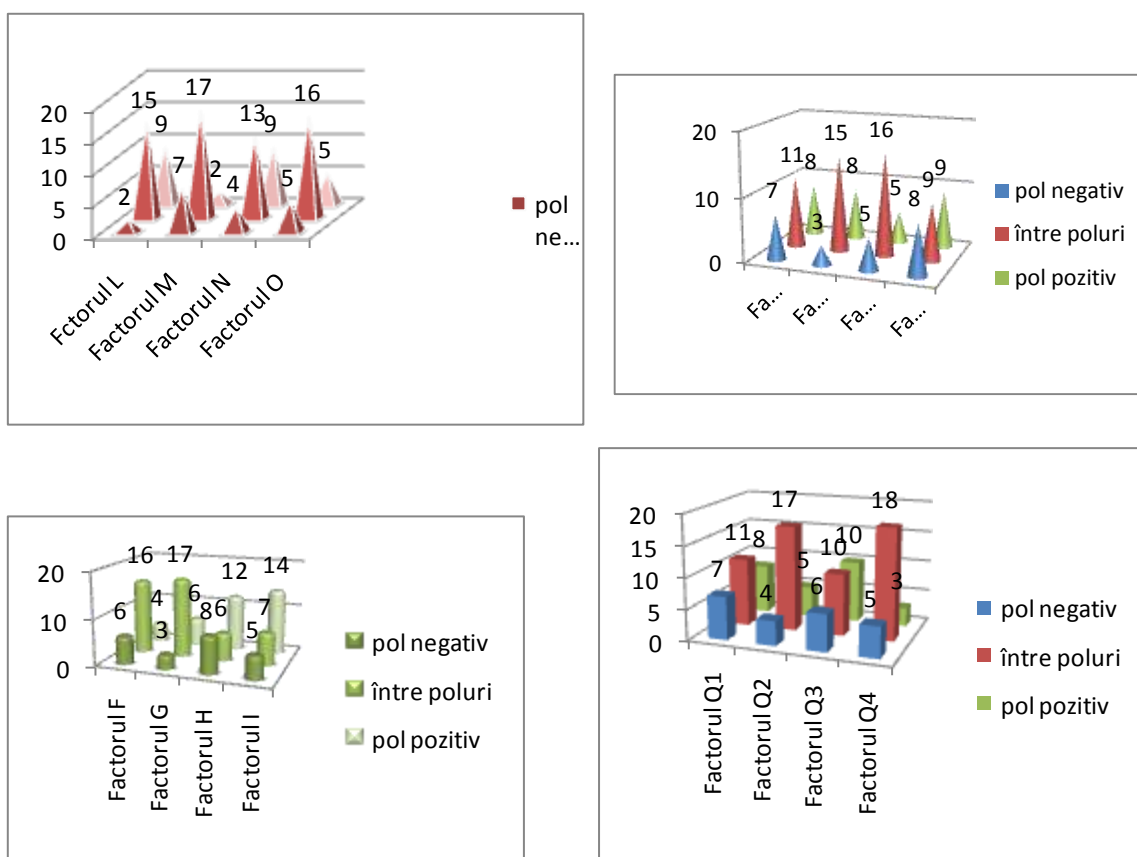 20
15
10
5
0
15
9
17
13
9
16
2
7
2
4
5
5
Fctorul L
Factorul M
Factorul N
Factorul O
pol
ne...
20
10
0
7
11
8
3
15
8
5
16
5
8
9
9
Fa...
Fa...
Fa...
Fa...
pol negativ
între poluri
pol pozitiv
20
10
0
6
16
4
3
17
6
8
6
12
5
7
14
Factorul F
Factorul G
Factorul H
Factorul I
pol negativ
între poluri
pol pozitiv
20
15
10
5
0
7
11
8
4
17
5
6
10
10
5
18
3
Factorul Q1
Factorul Q2
Factorul Q3
Factorul Q4
pol negativ
între poluri
pol pozitiv